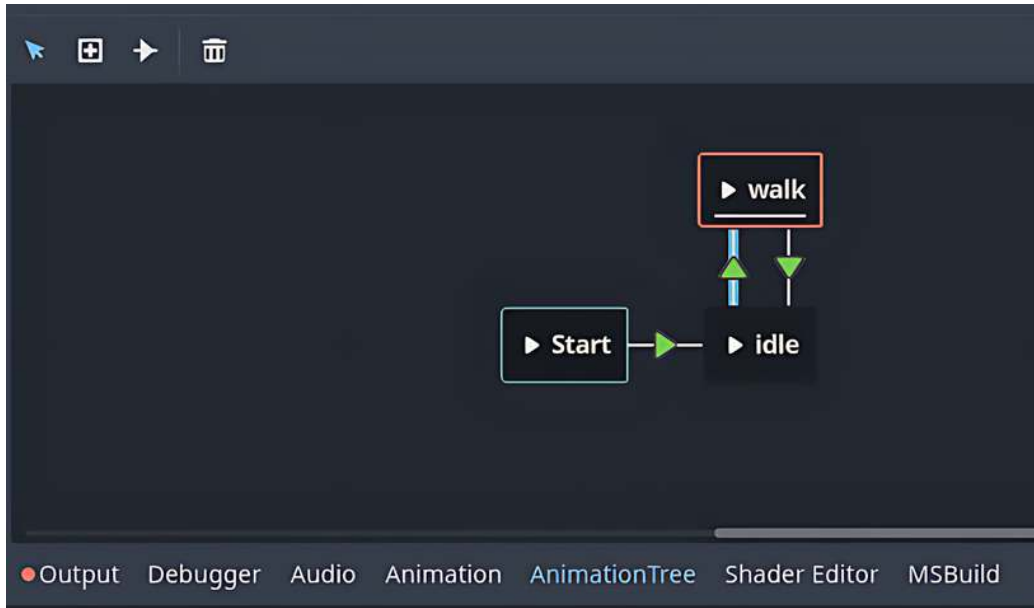 walk
Start
idle
Output Debugger Audio Animation AnimationTree Shader Editor MSBuild